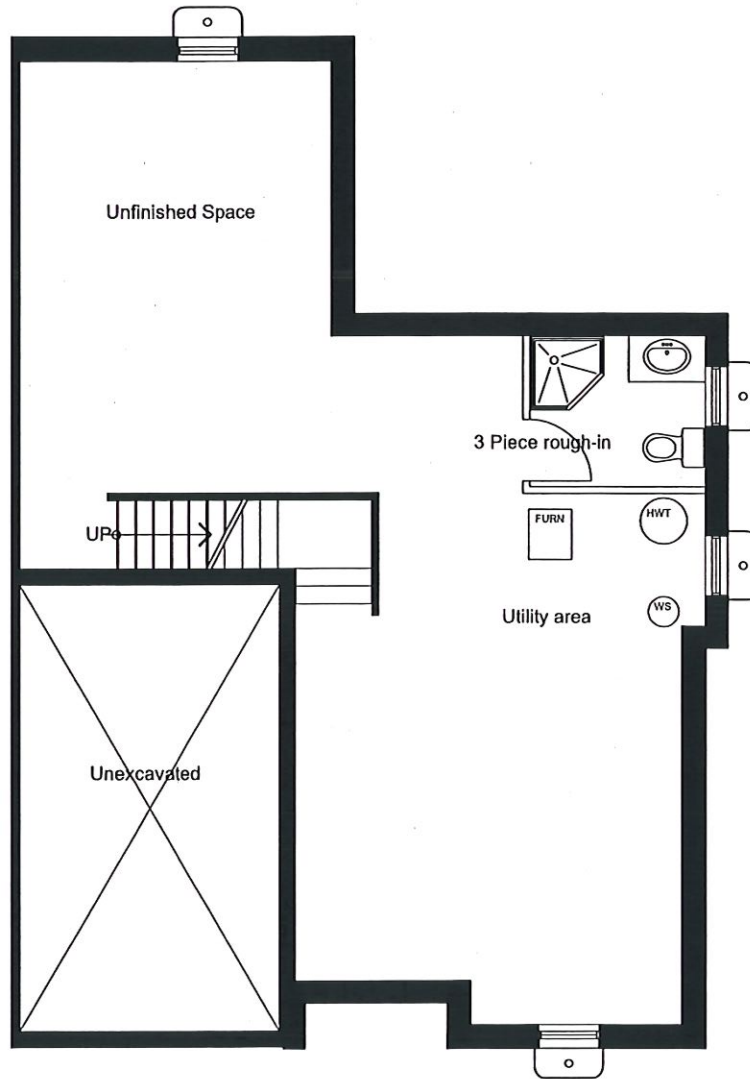 Unfinished Space
3 Piece rough-in
UP
FURN
HWT
WS
Utility area
Unexcavated